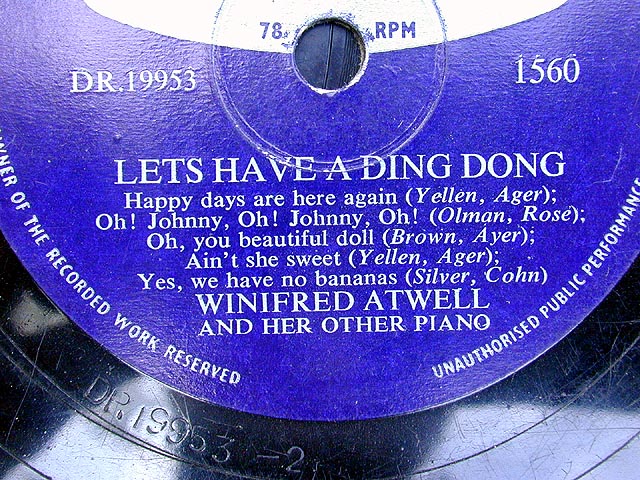 78 RPM
DR.19953 1560
LETS HAVE A DING DONG
Happy days are here again (Yellen, Ager);
Oh! Johnny, Oh! Johnny, Oh! (Olman, Rose);
Oh, you beautiful doll (Brown, Ayer);
Ain't she sweet (Yellen, Ager);
Yes, we have no bananas (Silver, Cohn)
WINIFRED ATWELL
AND HER OTHER PIANO
OF THE RECORDED WORK RESERVED
UNAUTHORISED PUBLIC PERFORMANCE
DR.19953 -2